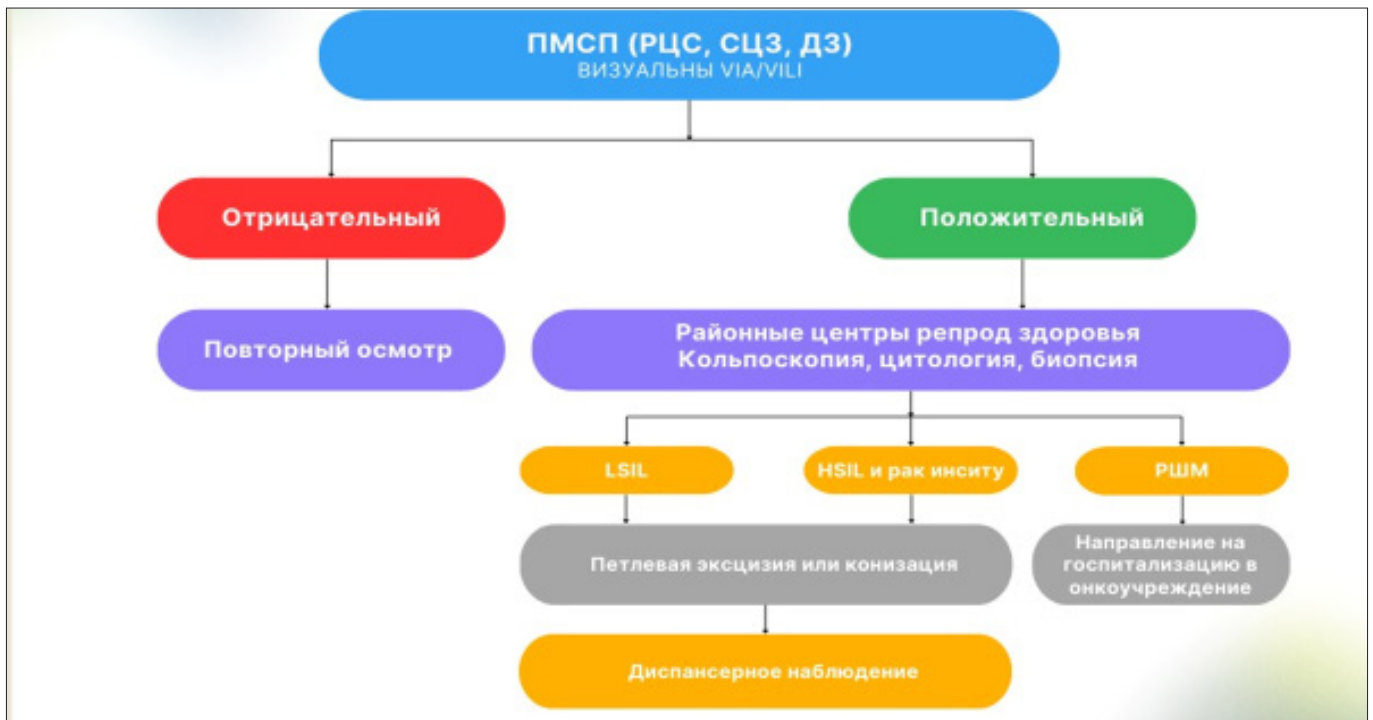 ПМСП (РЦС, СЦЗ, ДЗ)
ВИЗУАЛЬНЫ VIA/VILI
Отрицательный
Положительный
Повторный осмотр
Районные центры репрод здоровья
Кольпоскопия, цитология, биопсия
LSIL
HSIL и рак инситу
РШМ
Петлевая эксцизия или конизация
Направление на
госпитализацию в
онкоучреждение
Диспансерное наблюдение